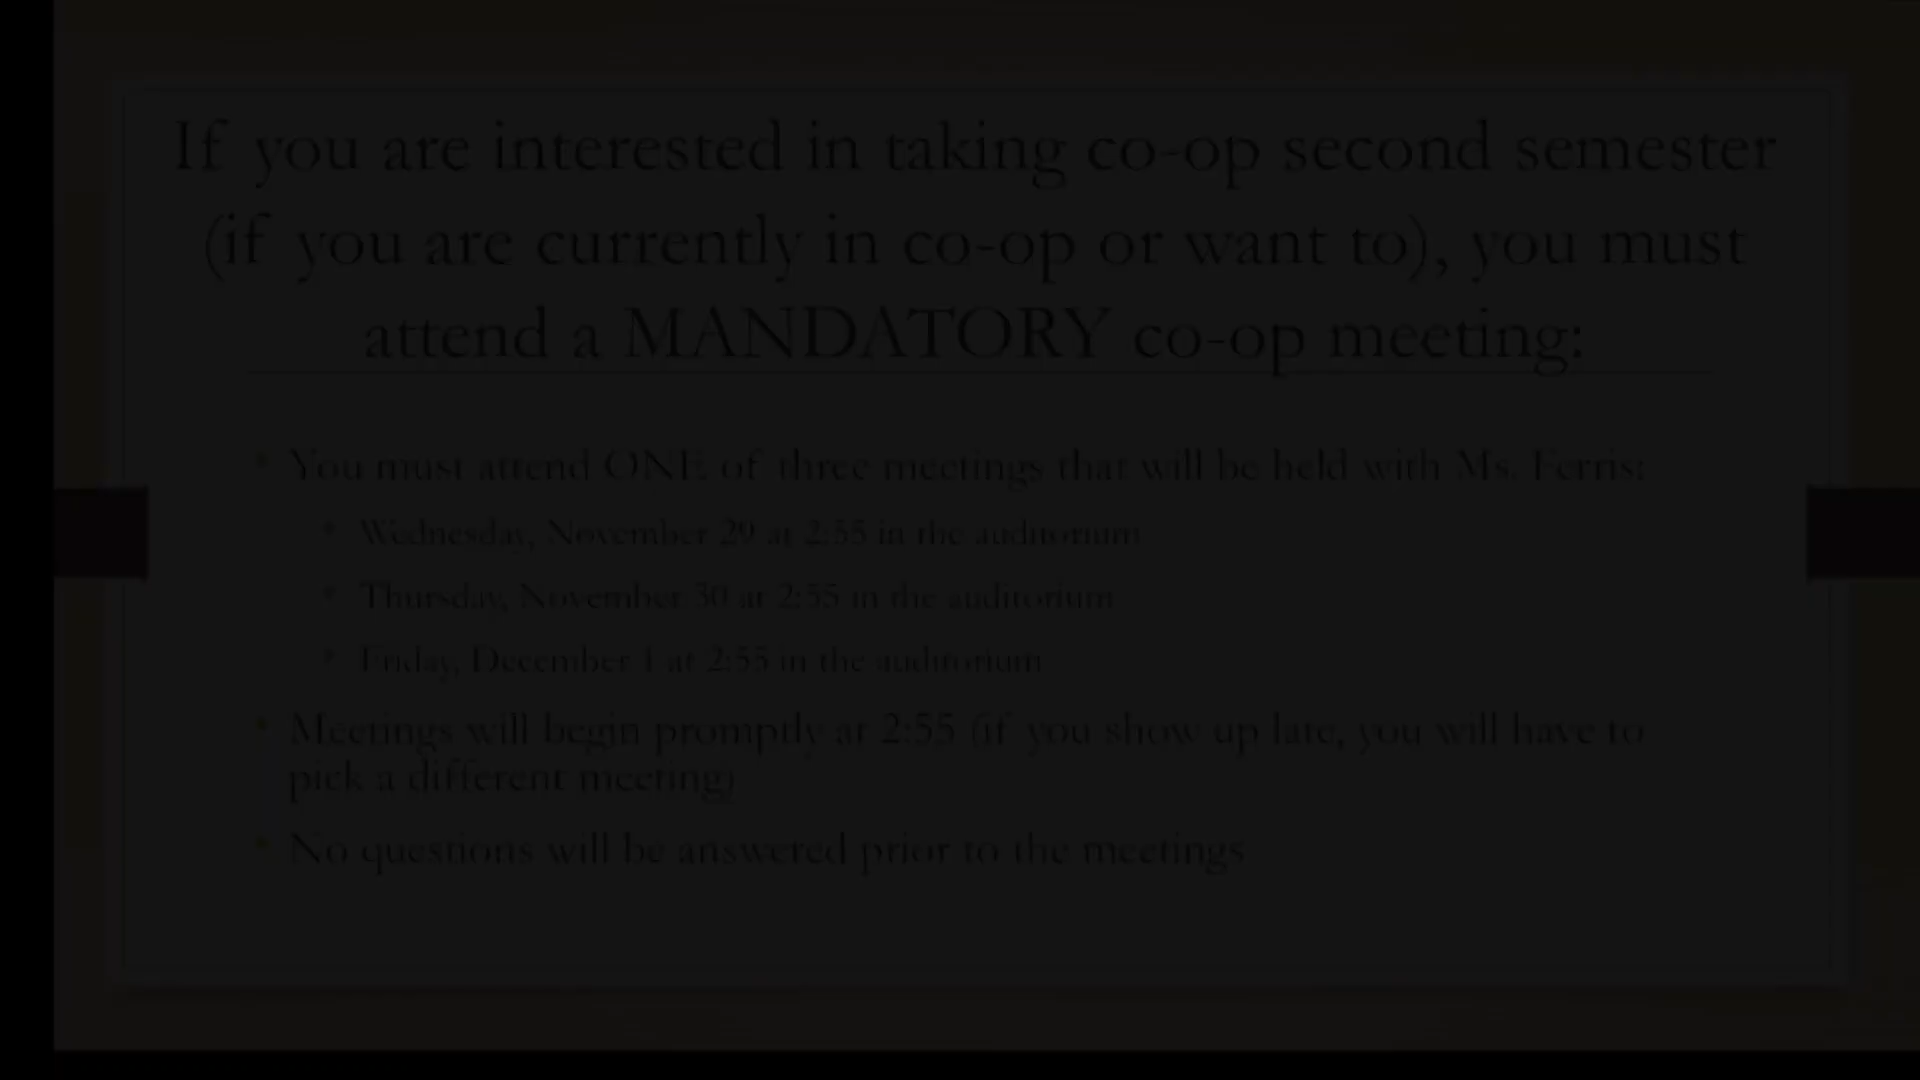 If you are interested in taking co-op second semester
(if you are currently in co-op or want to), you must
attend a MANDATORY co-op meeting:
• You must attend ONE of three meetings that will be held with Ms. Ferris:
• Wednesday, November 29 at 2:55 in the auditorium
• Thursday, November 30 at 2:55 in the auditorium
• Friday, December 1 at 2:55 in the auditorium
• Meetings will begin promptly at 2:55 (if you show up late, you will have to
pick a different meeting)
• No questions will be answered prior to the meetings